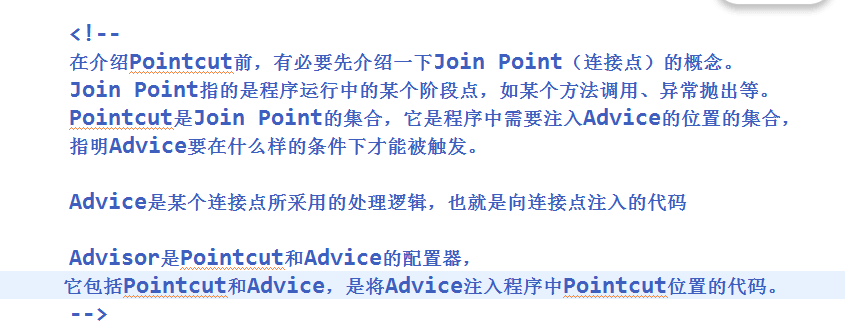 <!--
在介绍Pointcut前，有必要先介绍一下Join Point（连接点）的概念。
Join Point指的是程序运行中的某个阶段点，如某个方法调用、异常抛出等。
Pointcut是Join Point的集合，它是程序中需要注入Advice的位置的集合，
指明Advice要在什么样的条件下才能被触发。
Advice是某个连接点所采用的处理逻辑，也就是向连接点注入的代码
Advisor是Pointcut和Advice的配置器，
它包括Pointcut和Advice，是将Advice注入程序中Pointcut位置的代码。
-->